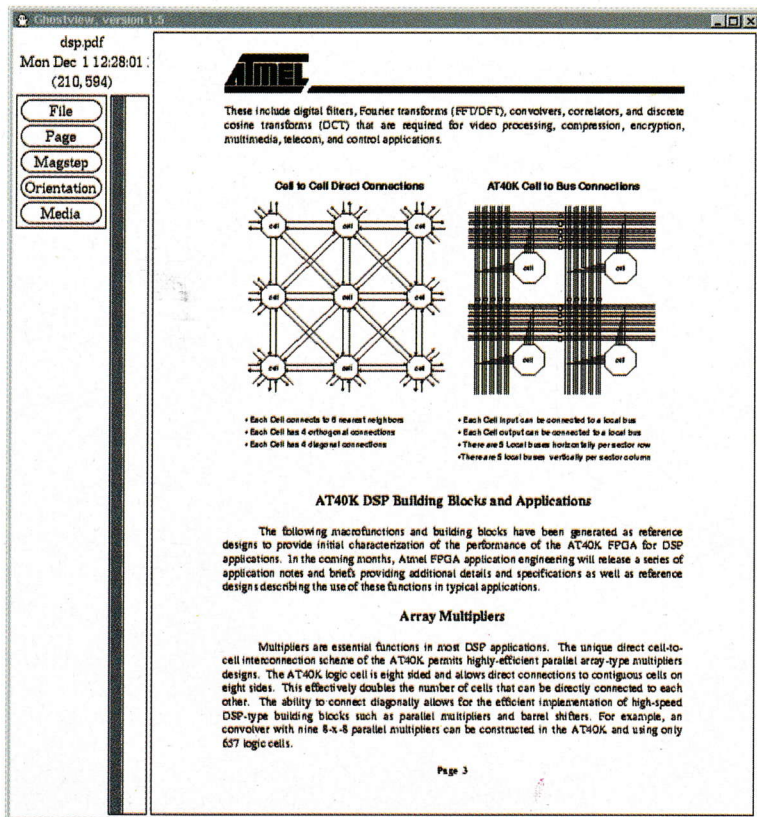 Ghostview, version 1.5
dsp.pdf
Mon Dec 1 12:28:01
(210, 594)
File
Page
Magstep
Orientation
Media
ATMEL
These include digital filters, Fourier transforms (FFT/DFT), convolvers, correlators, and discrete
cosine transforms (DCT) that are required for video processing, compression, encryption,
multimedia, telecom, and control applications.
Cell to Cell Direct Connections
cell cell cell
cell cell cell
cell cell cell
• Each Cell connects to 8 nearest neighbors
• Each Cell has 4 orthogonal connections
• Each Cell has 4 diagonal connections
AT40K Cell to Bus Connections
cell cell
cell cell
• Each Cell input can be connected to a local bus
• Each Cell output can be connected to a local bus
• There are 5 Local buses horizontally per sector row
•There are 5 local buses vertically per sector column
AT40K DSP Building Blocks and Applications
The following macrofunctions and building blocks have been generated as reference
designs to provide initial characterization of the performance of the AT40K FPGA for DSP
applications. In the coming months, Atmel FPGA application engineering will release a series of
application notes and briefs providing additional details and specifications as well as reference
designs describing the use of these functions in typical applications.
Array Multipliers
Multipliers are essential functions in most DSP applications. The unique direct cell-to-
cell interconnection scheme of the AT40K permits highly-efficient parallel array-type multipliers
designs. The AT40K logic cell is eight sided and allows direct connections to contiguous cells on
eight sides. This effectively doubles the number of cells that can be directly connected to each
other. The ability to connect diagonally allows for the efficient implementation of high-speed
DSP-type building blocks such as parallel multipliers and barrel shifters. For example, an
convolver with nine 8-x-8 parallel multipliers can be constructed in the AT40K and using only
657 logic cells.
Page 3